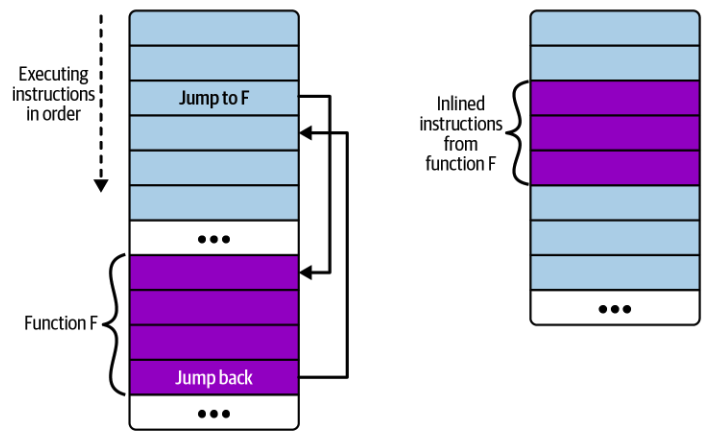 Executing
instructions
in order
Jump to F
•••
Function F
Jump back
•••
Inlined
instructions
from
function F
•••